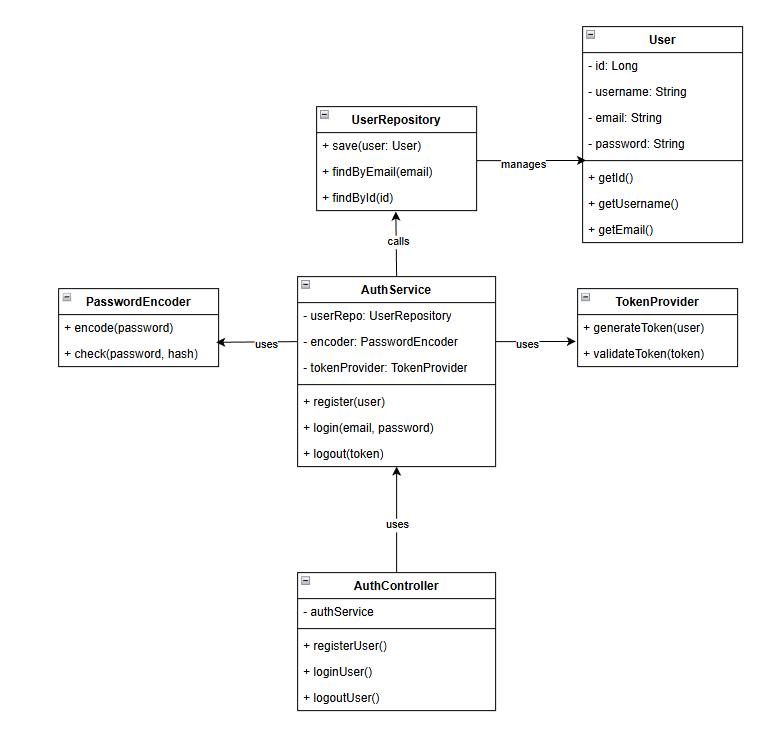 User
- id: Long
- username: String
- email: String
- password: String
+ getId()
+ getUsername()
+ getEmail()
UserRepository
+ save(user: User)
+ findByEmail(email)
+ findById(id)
manages
calls
PasswordEncoder
+ encode(password)
+ check(password, hash)
uses
AuthService
- userRepo: UserRepository
- encoder: PasswordEncoder
- tokenProvider: TokenProvider
+ register(user)
+ login(email, password)
+ logout(token)
uses
TokenProvider
+ generateToken(user)
+ validateToken(token)
uses
AuthController
- authService
+ registerUser()
+ loginUser()
+ logoutUser()